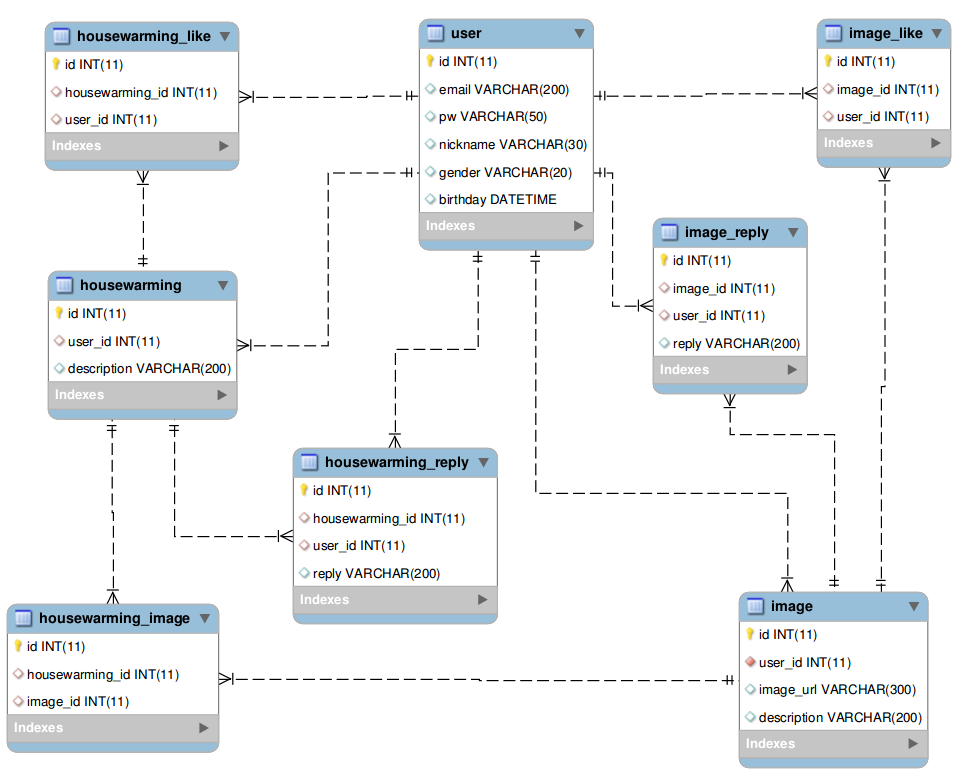 housewarming_like
id INT(11)
housewarming_id INT(11)
user_id INT(11)
Indexes
user
id INT(11)
email VARCHAR(200)
pw VARCHAR(50)
nickname VARCHAR(30)
gender VARCHAR(20)
birthday DATETIME
Indexes
image_like
id INT(11)
image_id INT(11)
user_id INT(11)
Indexes
image_reply
id INT(11)
image_id INT(11)
user_id INT(11)
reply VARCHAR(200)
Indexes
housewarming
id INT(11)
user_id INT(11)
description VARCHAR(200)
Indexes
housewarming_reply
id INT(11)
housewarming_id INT(11)
user_id INT(11)
reply VARCHAR(200)
Indexes
housewarming_image
id INT(11)
housewarming_id INT(11)
image_id INT(11)
Indexes
image
id INT(11)
user_id INT(11)
image_url VARCHAR(300)
description VARCHAR(200)
Indexes